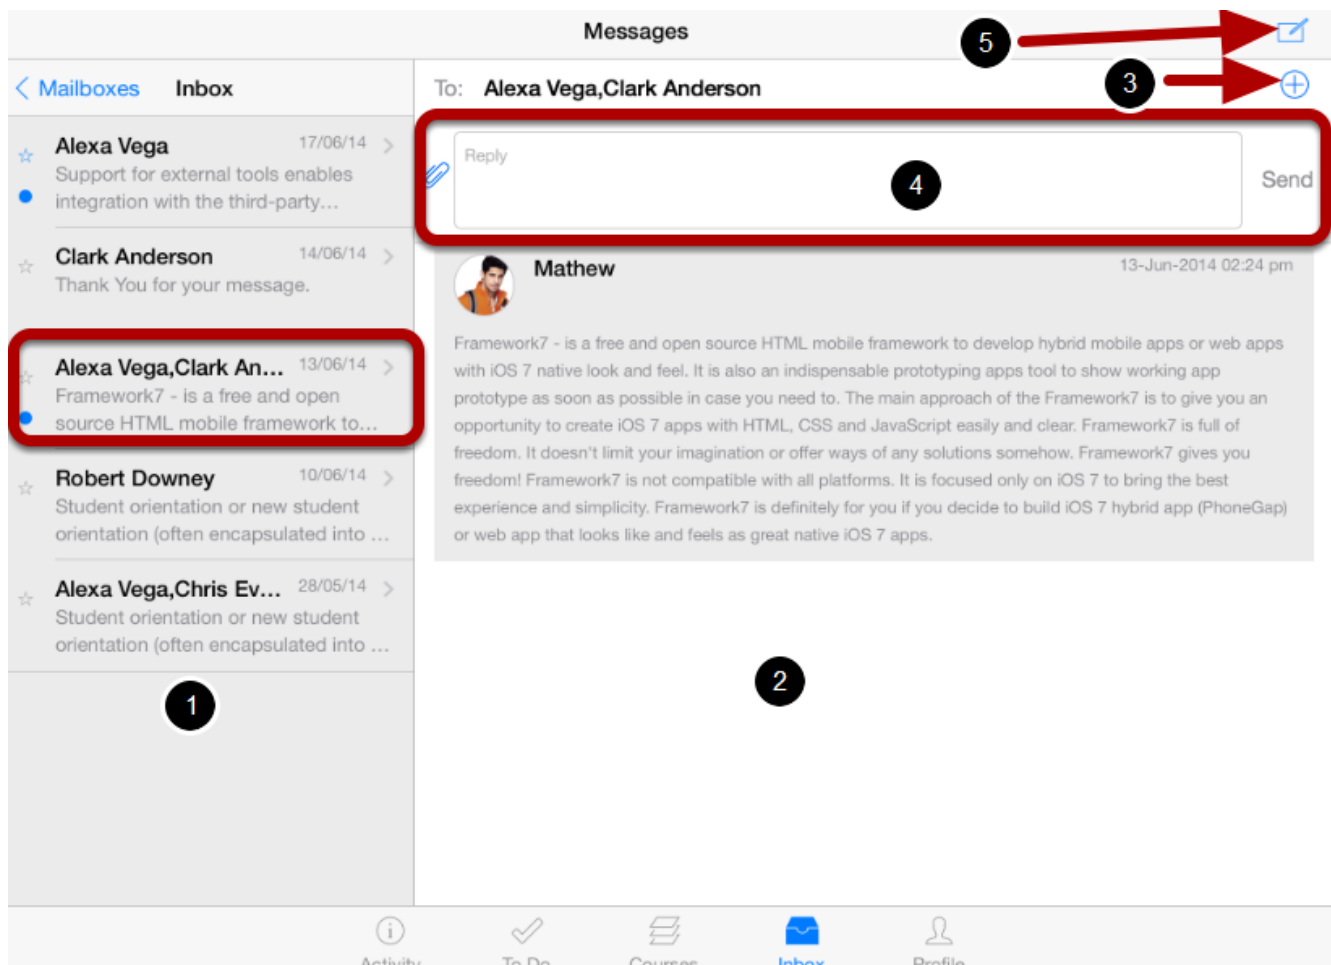 Messages
5
Mailboxes Inbox
To: Alexa Vega,Clark Anderson
3
Alexa Vega 17/06/14
Support for external tools enables
integration with the third-party...
Reply
4
Send
Clark Anderson 14/06/14
Thank You for your message.
Alexa Vega,Clark An... 13/06/14
Framework7 - is a free and open
source HTML mobile framework to...
Robert Downey 10/06/14
Student orientation or new student
orientation (often encapsulated into ...
Alexa Vega,Chris Ev... 28/05/14
Student orientation or new student
orientation (often encapsulated into ...
1
Mathew 13-Jun-2014 02:24 pm
Framework7 - is a free and open source HTML mobile framework to develop hybrid mobile apps or web apps
with iOS 7 native look and feel. It is also an indispensable prototyping apps tool to show working app
prototype as soon as possible in case you need to. The main approach of the Framework7 is to give you an
opportunity to create iOS 7 apps with HTML, CSS and JavaScript easily and clear. Framework7 is full of
freedom. It doesn't limit your imagination or offer ways of any solutions somehow. Framework7 gives you
freedom! Framework7 is not compatible with all platforms. It is focused only on iOS 7 to bring the best
experience and simplicity. Framework7 is definitely for you if you decide to build iOS 7 hybrid app (PhoneGap)
or web app that looks like and feels as great native iOS 7 apps.
2
Activity To Do Courses Inbox Profile